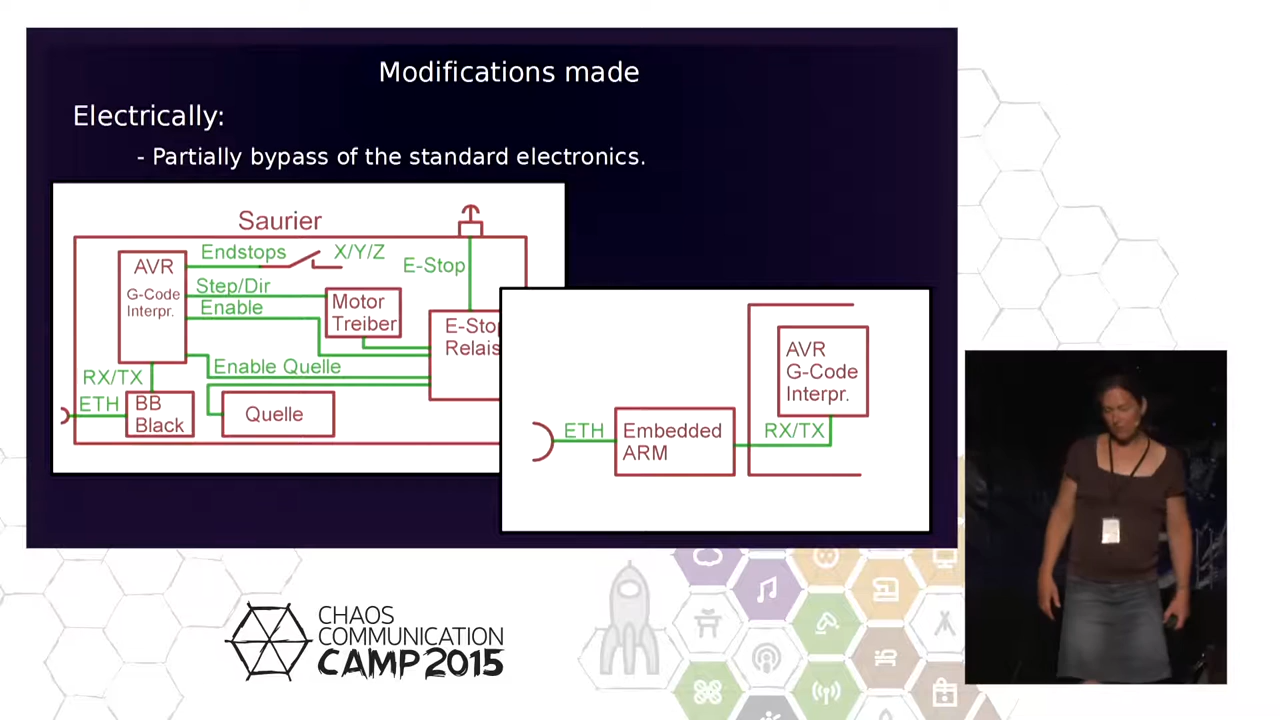 Modifications made
Electrically:
- Partially bypass of the standard electronics.
Saurier
Endstops
X/Y/Z
E-Stop
AVR
G-Code
Interpr.
Step/Dir
Enable
Motor
Treiber
E-Sto
Relais
Enable Quelle
RX/TX
ETH
BB
Black
Quelle
AVR
G-Code
Interpr.
ETH
Embedded
ARM
RX/TX
CHAOS
COMMUNICATION
CAMP 2015